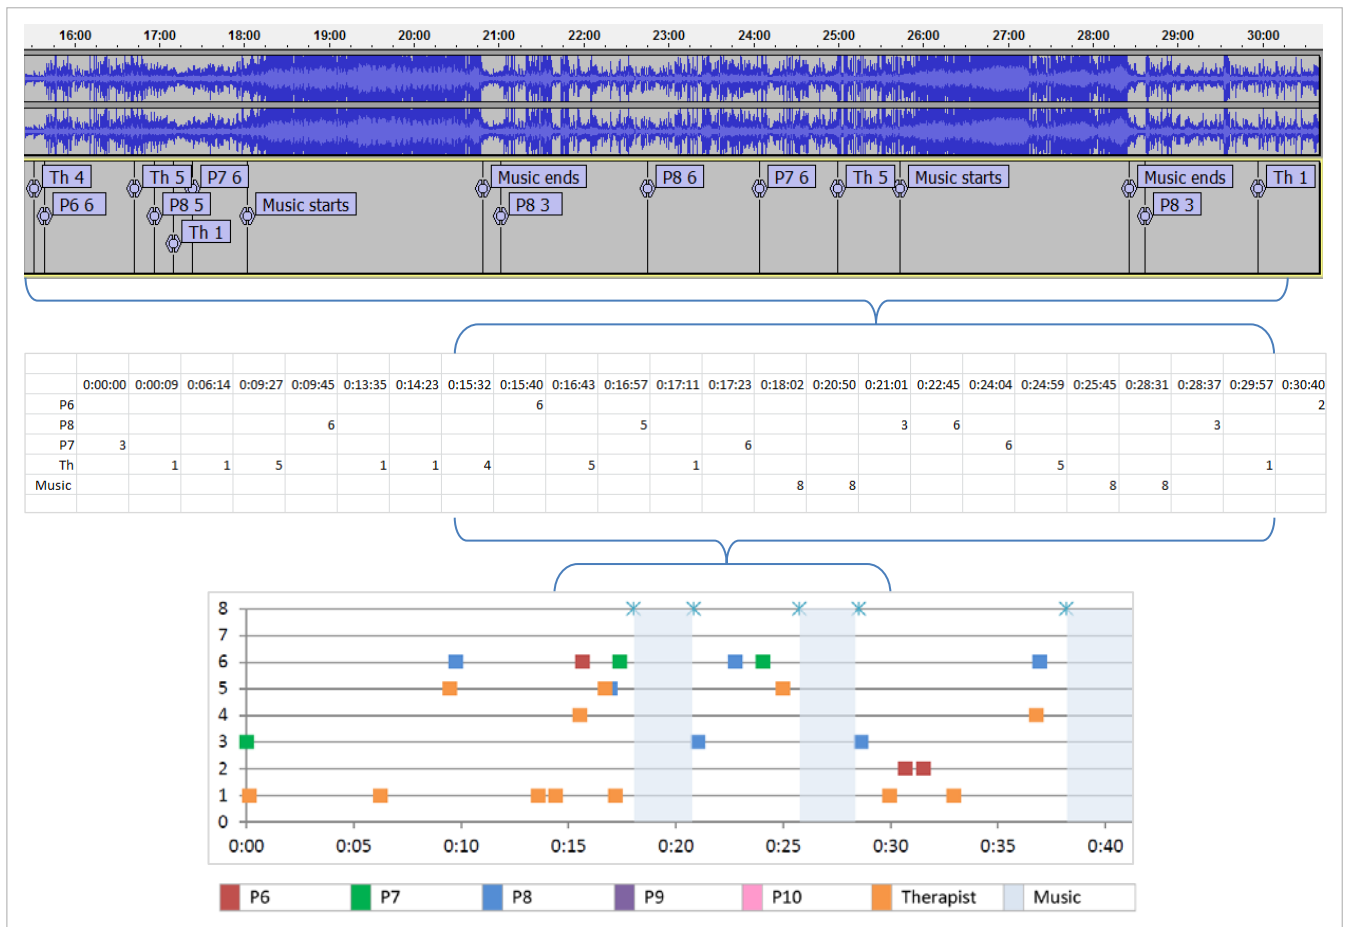 16:00 17:00 18:00 19:00 20:00 21:00 22:00 23:00 24:00 25:00 26:00 27:00 28:00 29:00 30:00
Th 4 Th 5 P7 6 Music ends P8 6 P7 6 Th 5 Music starts Music ends Th 1
P6 6 P8 5 Music starts P8 3 P8 3
Th 1
0:00:00 0:00:09 0:06:14 0:09:27 0:09:45 0:13:35 0:14:23 0:15:32 0:15:40 0:16:43 0:16:57 0:17:11 0:17:23 0:18:02 0:20:50 0:21:01 0:22:45 0:24:04 0:24:59 0:25:45 0:28:31 0:28:37 0:29:57 0:30:40
P6 6 2
P8 6 5 3 6 3
P7 3 6 6
Th 1 1 5 1 1 4 5 1 5 1
Music 8 8 8 8
8
7
6
5
4
3
2
1
0
0:00 0:05 0:10 0:15 0:20 0:25 0:30 0:35 0:40
P6 P7 P8 P9 P10 Therapist Music